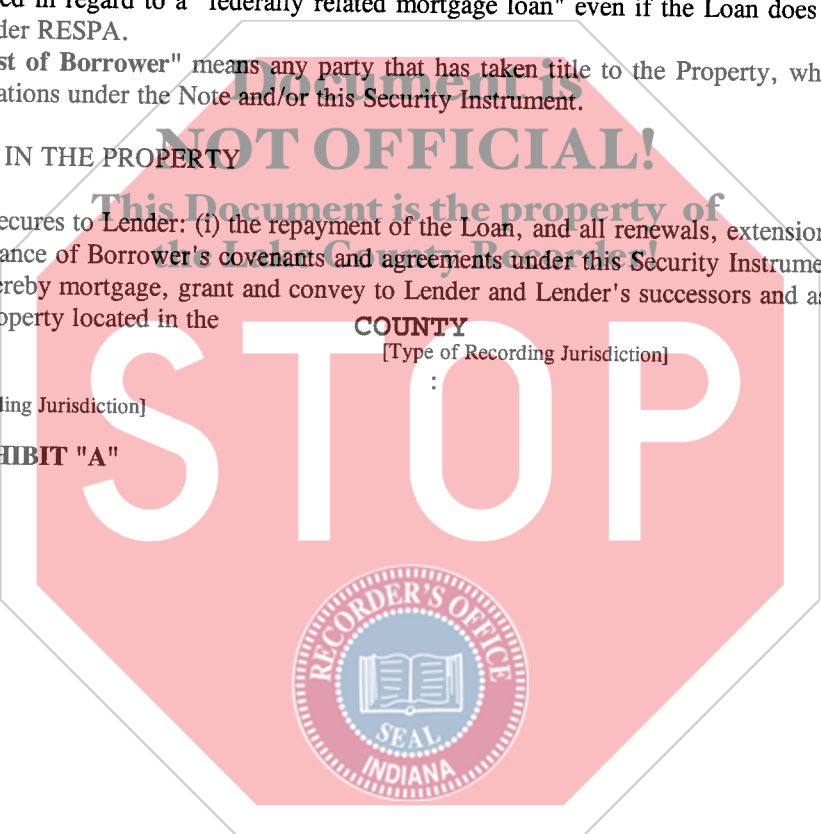 ed in regard to a "federally related mortgage loan" even if the Loan does
der RESPA.
st of Borrower" means any party that has taken title to the Property, wh
ations under the Note and/or this Security Instrument.
Document is
NOT OFFICIAL!
IN THE PROPERTY
This Document is the property of
the Lake County Recorder!
ecures to Lender: (i) the repayment of the Loan, and all renewals, extension
ance of Borrower's covenants and agreements under this Security Instrume
ereby mortgage, grant and convey to Lender and Lender's successors and as
operty located in the COUNTY
[Type of Recording Jurisdiction]
:
ling Jurisdiction]
HIBIT "A"
STOP
RECORDER'S OFFICE
SEAL
INDIANA